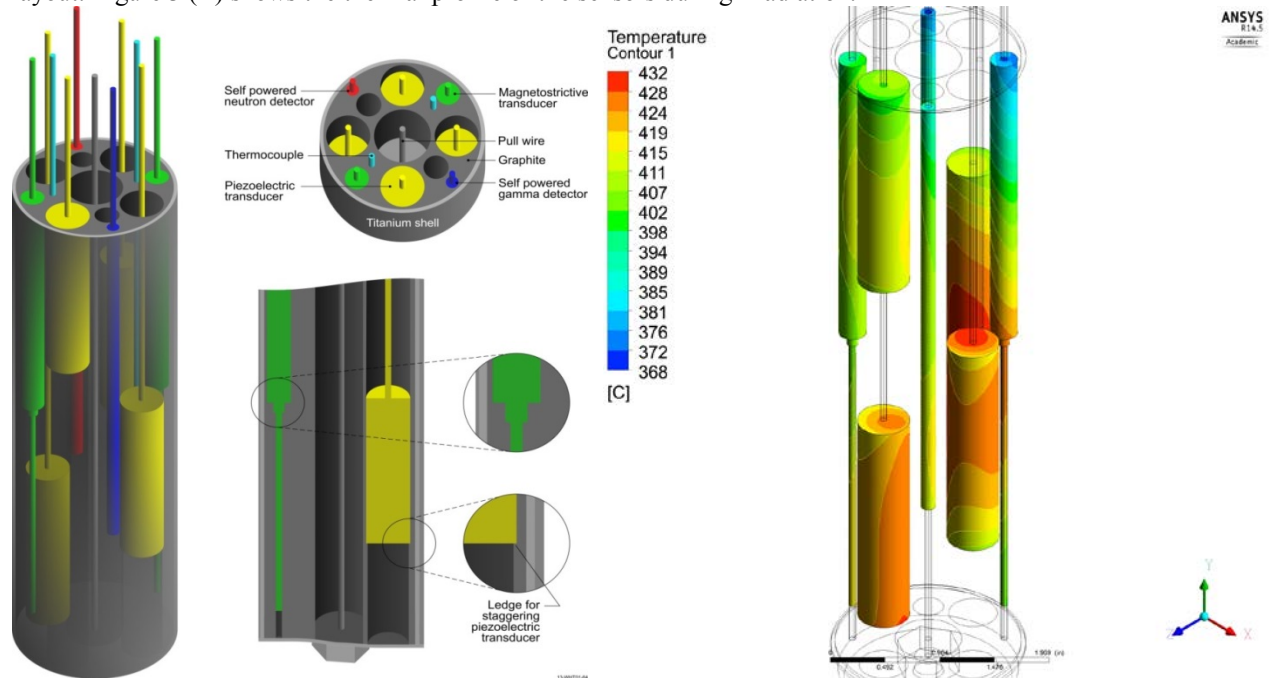 Self powered
neutron detector
Thermocouple
Piezoelectric
transducer
Magnetostrictive
transducer
Pull wire
Graphite
Self powered
gamma detector
Titanium shell
Ledge for
staggering
piezoelectric
transducer
Temperature
Contour 1
432
428
424
419
415
411
407
402
398
394
389
385
381
376
372
368
[C]
ANSYS
R14.5
Academic
Y
Z
X
0
0.492
1.476
(in)